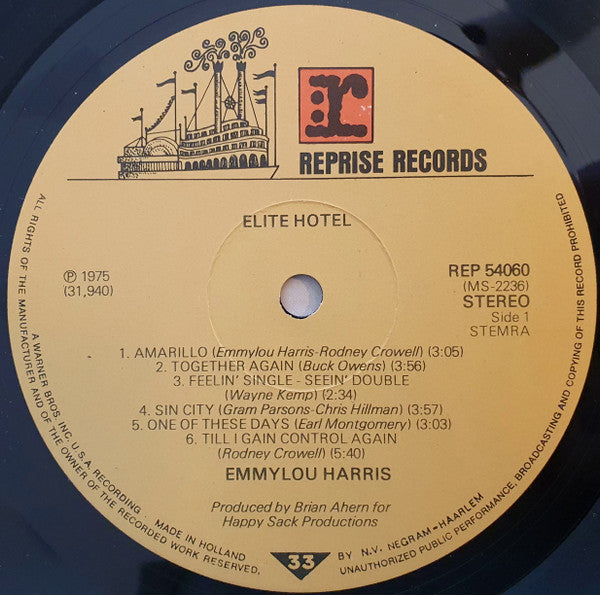 r
REPRISE RECORDS
ELITE HOTEL
℗ 1975
(31,940)
REP 54060
(MS-2236)
STEREO
Side 1
STEMRA
1. AMARILLO (Emmylou Harris-Rodney Crowell) (3:05)
2. TOGETHER AGAIN (Buck Owens) (3:56)
3. FEELIN' SINGLE - SEEIN' DOUBLE
(Wayne Kemp) (2:34)
4. SIN CITY (Gram Parsons-Chris Hillman) (3:57)
5. ONE OF THESE DAYS (Earl Montgomery) (3:03)
6. TILL I GAIN CONTROL AGAIN
(Rodney Crowell) (5:40)
EMMYLOU HARRIS
Produced by Brian Ahern for
Happy Sack Productions
33
ALL RIGHTS OF THE MANUFACTURER AND OF THE OWNER OF THE RECORDED WORK RESERVED,
A WARNER BROS. INC. U.S.A. RECORDING MADE IN HOLLAND
BY N.V. NEGRAM-HAARLEM
UNAUTHORIZED PUBLIC PERFORMANCE, BROADCASTING AND COPYING OF THIS RECORD PROHIBITED